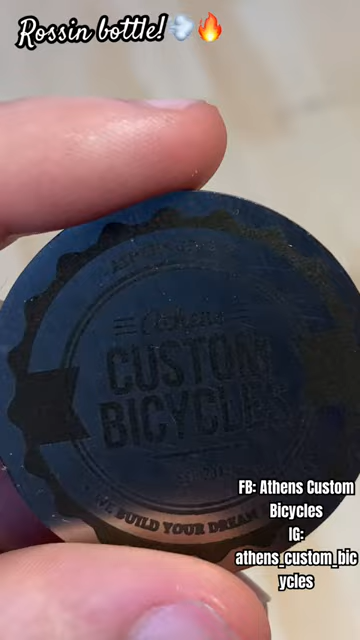 Rossin bottle!💨🔥
Athens
CUSTOM
BICYCLES
BUILD YOUR DREAM
FB: Athens Custom
Bicycles
IG:
athens_custom_bic
ycles